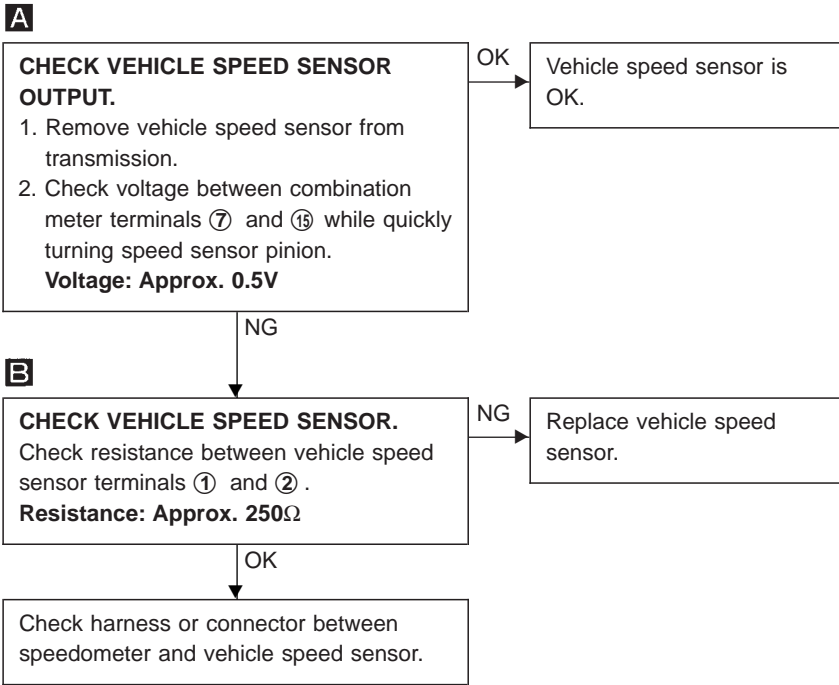 A
CHECK VEHICLE SPEED SENSOR
OUTPUT.
1. Remove vehicle speed sensor from
transmission.
2. Check voltage between combination
meter terminals ⑦ and ⑮ while quickly
turning speed sensor pinion.
Voltage: Approx. 0.5V
OK
Vehicle speed sensor is
OK.
NG
B
CHECK VEHICLE SPEED SENSOR.
Check resistance between vehicle speed
sensor terminals ① and ② .
Resistance: Approx. 250Ω
NG
Replace vehicle speed
sensor.
OK
Check harness or connector between
speedometer and vehicle speed sensor.